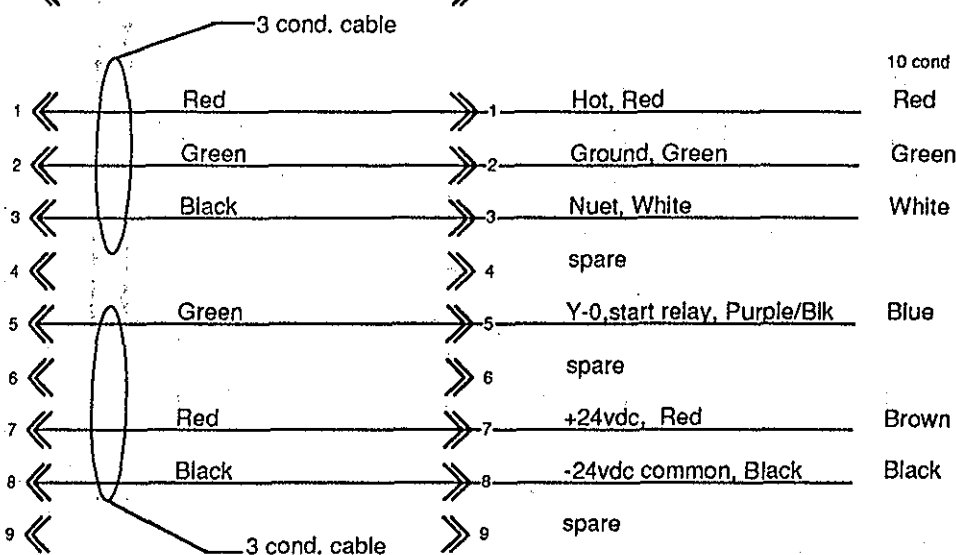 3 cond. cable
10 cond
1 Red 1 Hot, Red Red
2 Green 2 Ground, Green Green
3 Black 3 Nuet, White White
4 4 spare
5 Green 5 Y-0,start relay, Purple/Blk Blue
6 6 spare
7 Red 7 +24vdc, Red Brown
8 Black 8 -24vdc common, Black Black
9 9 spare
3 cond. cable